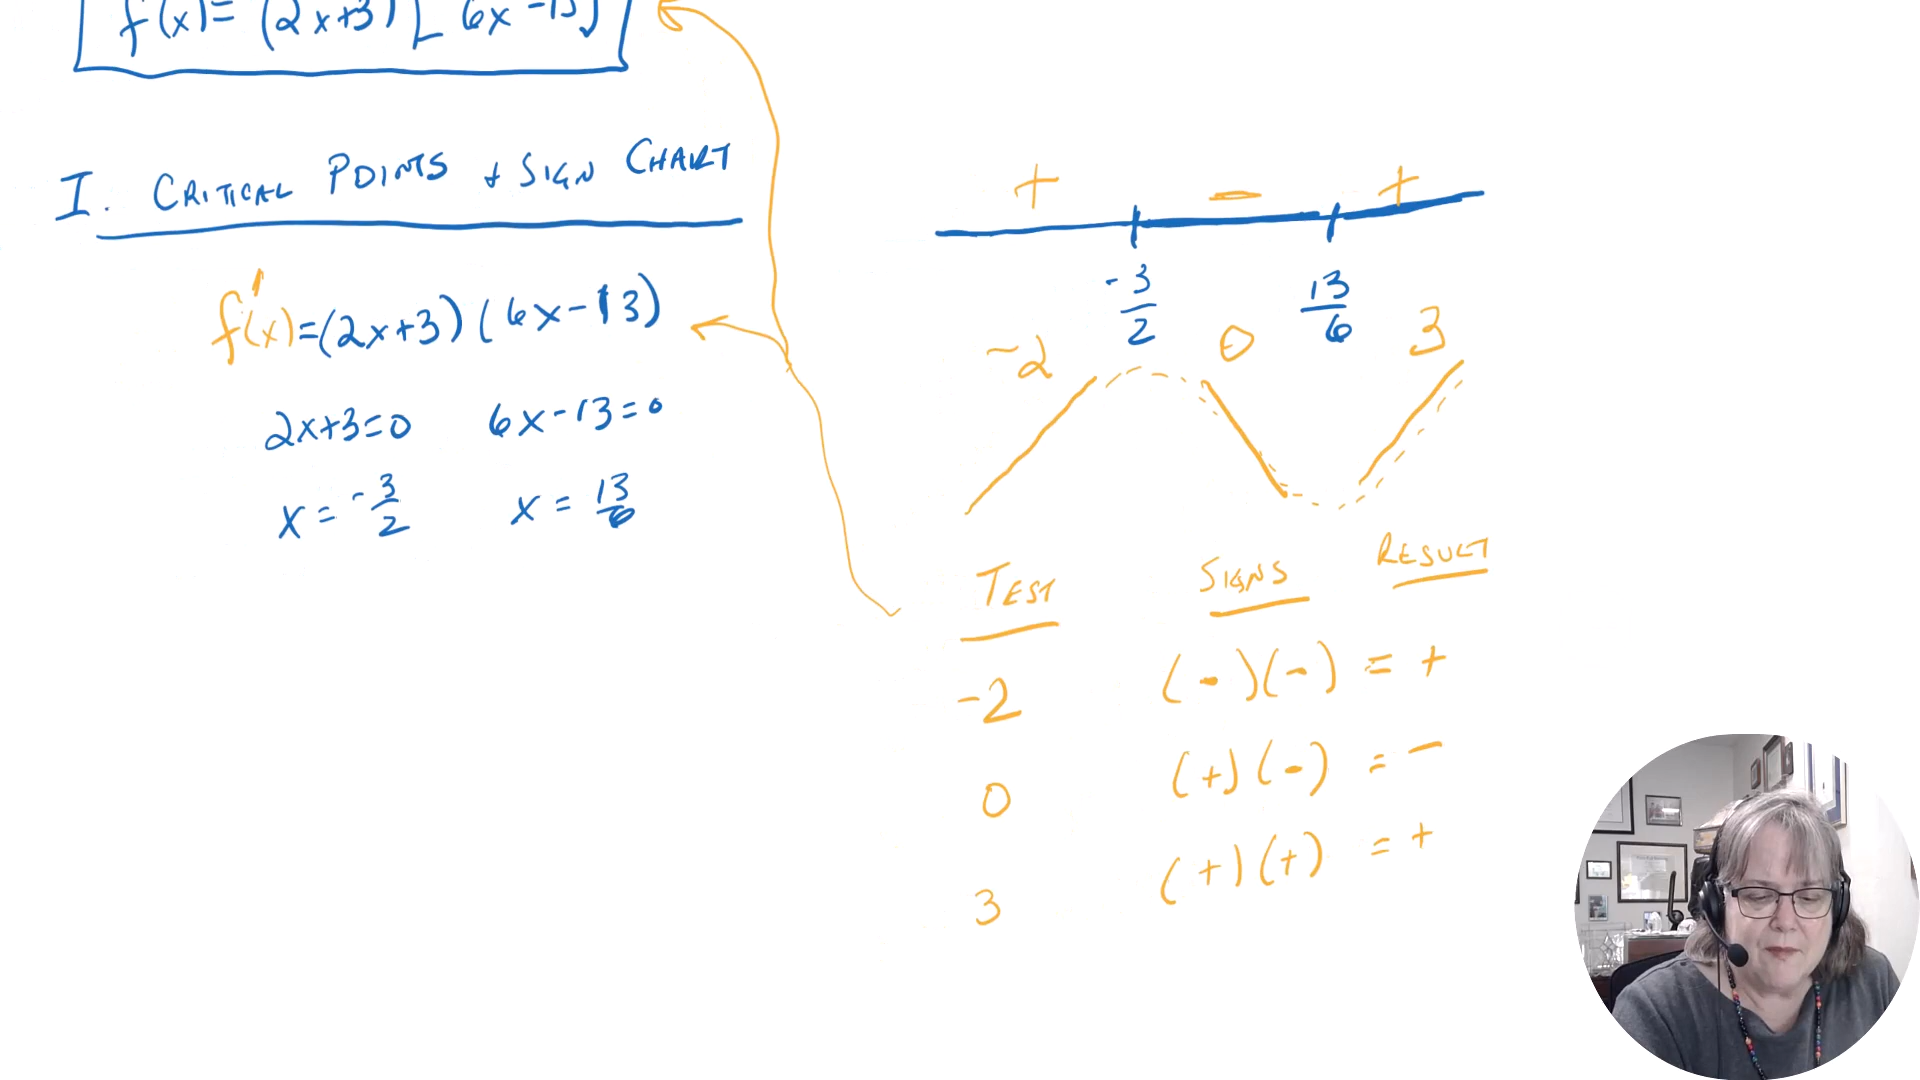 f'(x)= (2x+3) [ 6x -13]
I. CRITICAL POINTS + SIGN CHART
f'(x)=(2x+3)(6x-13)
2x+3=0 6x-13=0
x = -3/2 x = 13/6
+ - +
-3/2 13/6
-2 0 3
TEST SIGNS RESULT
-2 (-)(-) = +
0 (+)(-) = -
3 (+)(+) = +